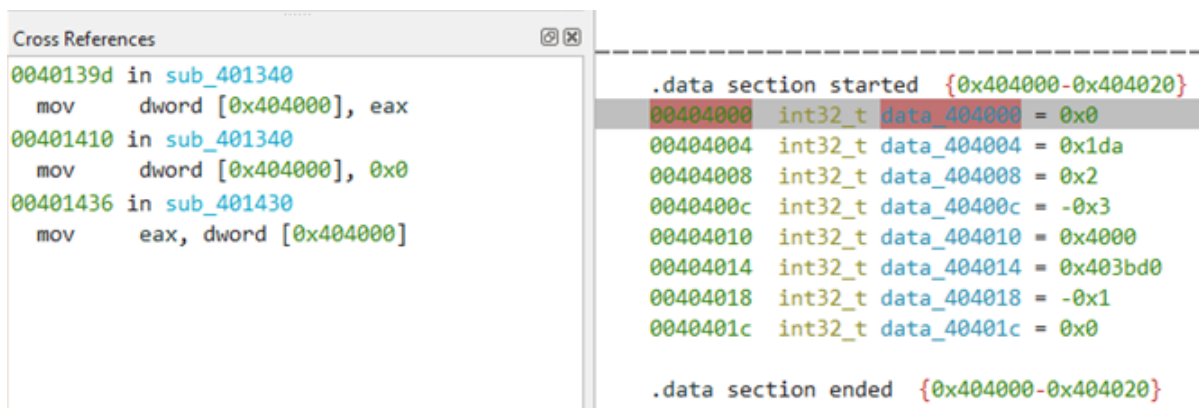 Cross References
0040139d in sub_401340
mov dword [0x404000], eax
00401410 in sub_401340
mov dword [0x404000], 0x0
00401436 in sub_401430
mov eax, dword [0x404000]
.data section started {0x404000-0x404020}
00404000 int32_t data_404000 = 0x0
00404004 int32_t data_404004 = 0x1da
00404008 int32_t data_404008 = 0x2
0040400c int32_t data_40400c = -0x3
00404010 int32_t data_404010 = 0x4000
00404014 int32_t data_404014 = 0x403bd0
00404018 int32_t data_404018 = -0x1
0040401c int32_t data_40401c = 0x0
.data section ended {0x404000-0x404020}